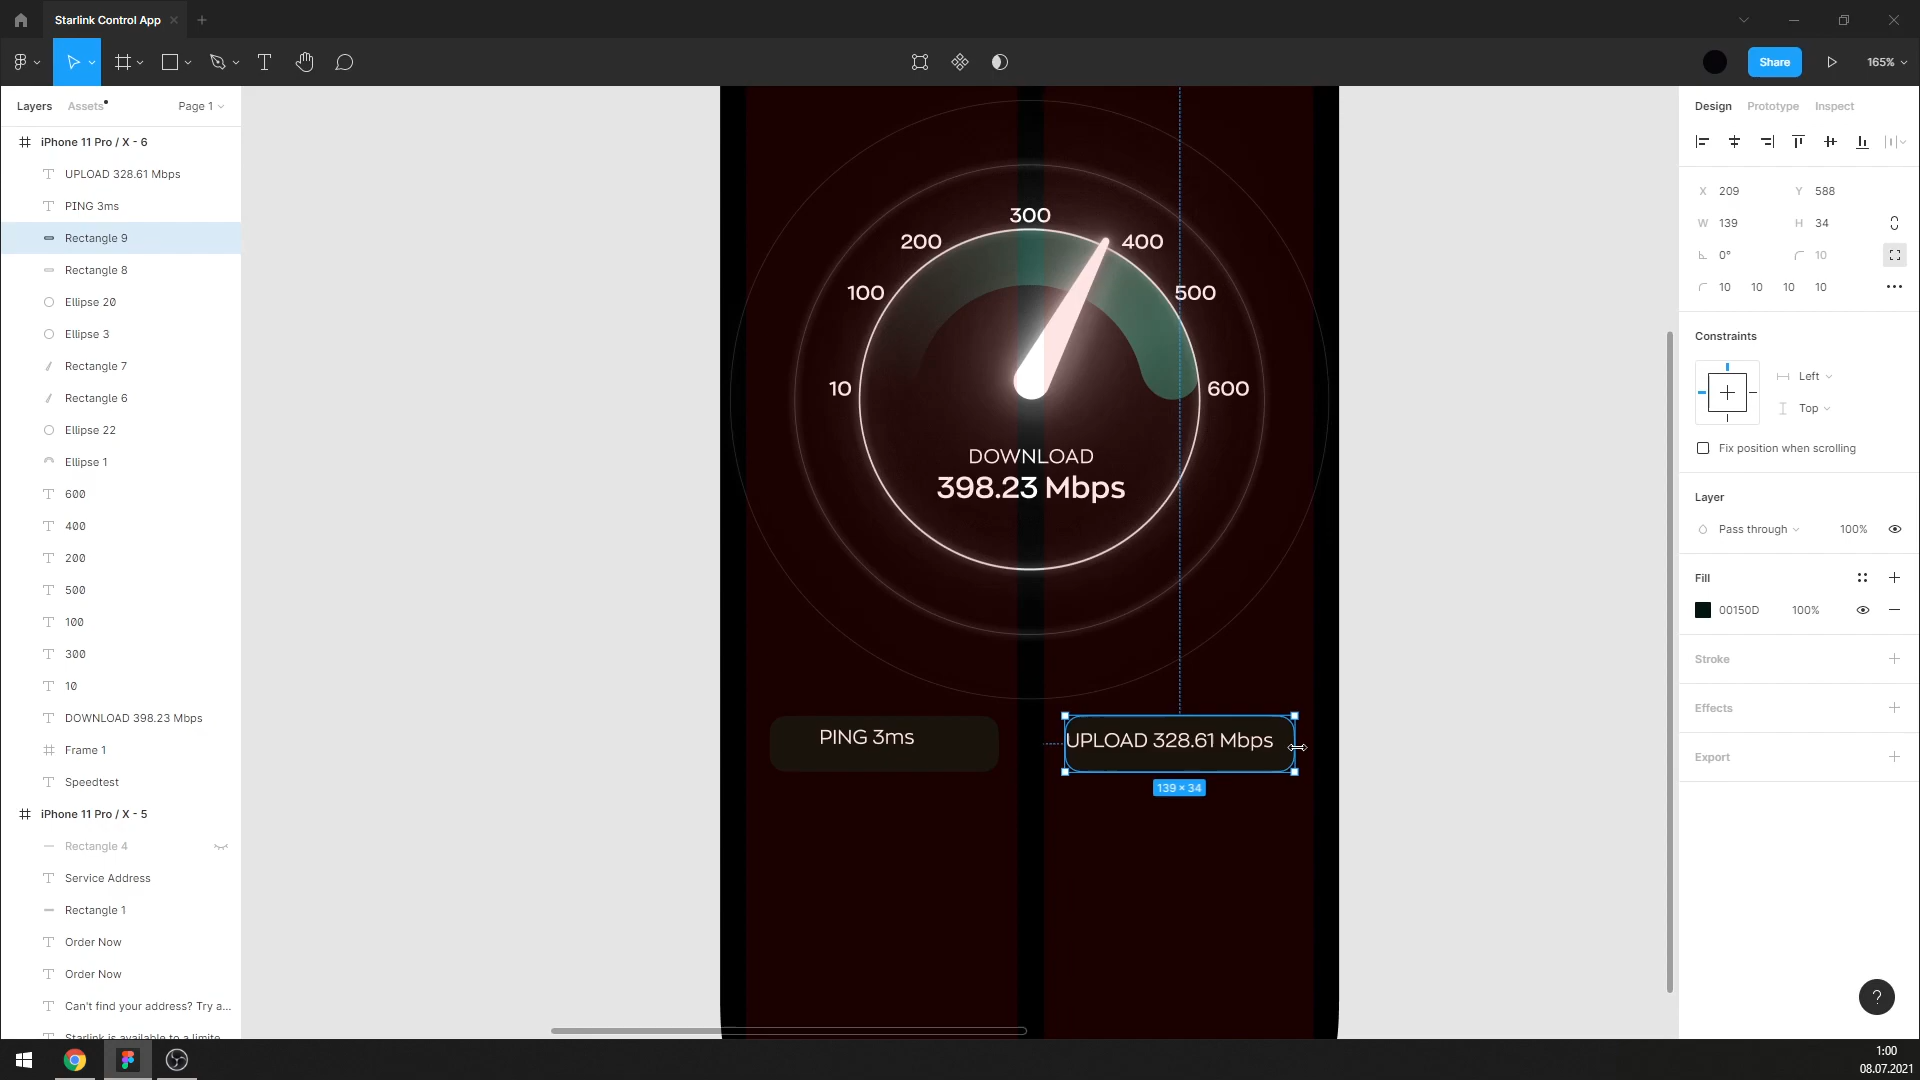 Starlink Control App
Share
165%
Layers
Assets
Page 1
iPhone 11 Pro / X - 6
UPLOAD 328.61 Mbps
PING 3ms
Rectangle 9
Rectangle 8
Ellipse 20
Ellipse 3
Rectangle 7
Rectangle 6
Ellipse 22
Ellipse 1
600
400
200
500
100
300
10
DOWNLOAD 398.23 Mbps
Frame 1
Speedtest
iPhone 11 Pro / X - 5
Rectangle 4
Service Address
Rectangle 1
Order Now
Order Now
Can't find your address? Try a...
Starlink is available to a limite...
300
200
400
100
500
10
600
DOWNLOAD
398.23 Mbps
PING 3ms
UPLOAD 328.61 Mbps
139 × 34
Design
Prototype
Inspect
X 209
Y 588
W 139
H 34
0°
10
10 10 10 10
Constraints
Left
Top
Fix position when scrolling
Layer
Pass through
100%
Fill
00150D
100%
Stroke
Effects
Export
?
1:00
08.07.2021